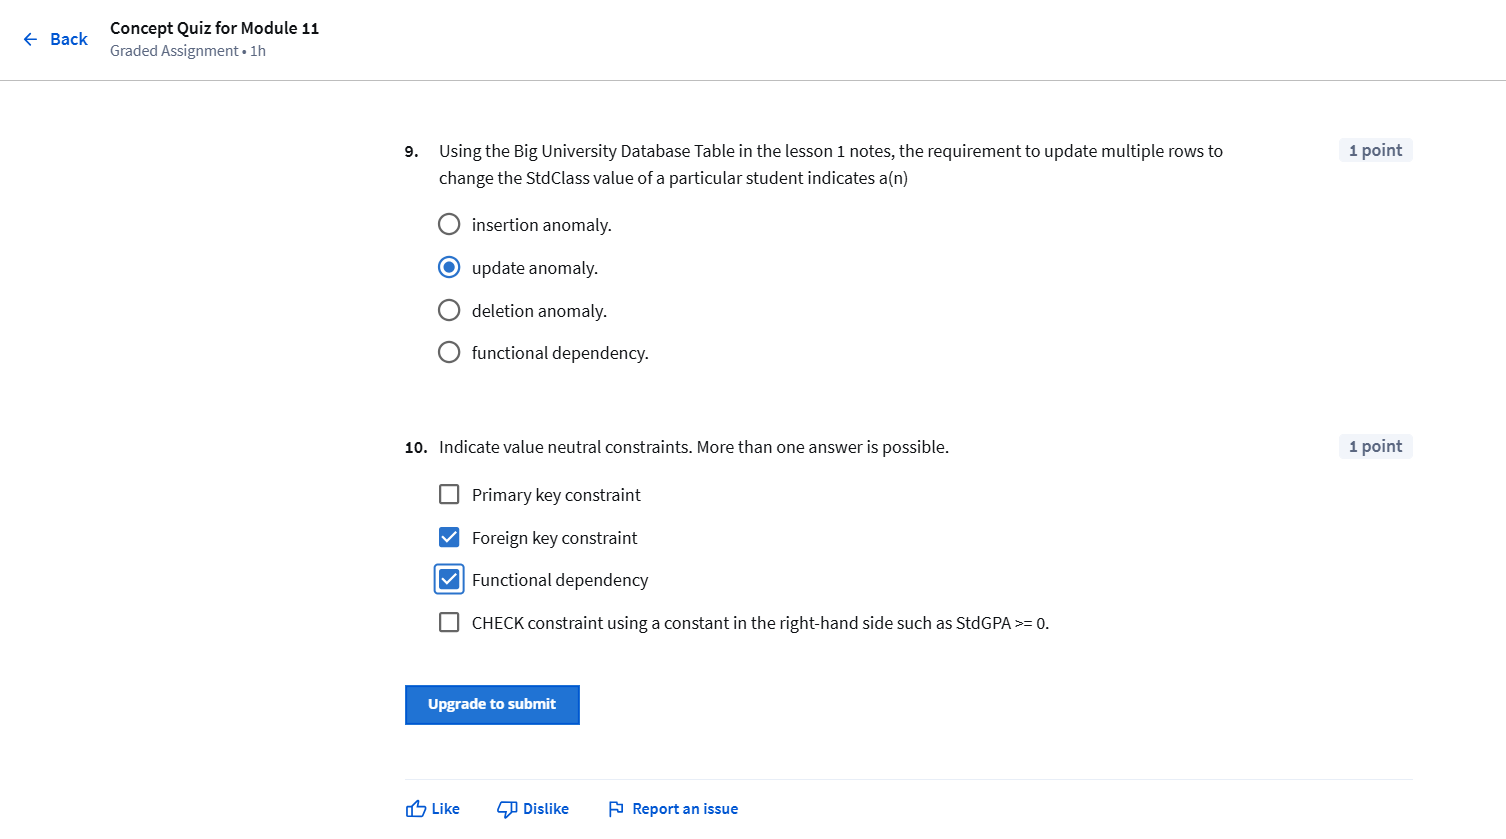 Back
Concept Quiz for Module 11
Graded Assignment • 1h
9. Using the Big University Database Table in the lesson 1 notes, the requirement to update multiple rows to
change the StdClass value of a particular student indicates a(n)
1 point
insertion anomaly.
update anomaly.
deletion anomaly.
functional dependency.
10. Indicate value neutral constraints. More than one answer is possible.
1 point
Primary key constraint
Foreign key constraint
Functional dependency
CHECK constraint using a constant in the right-hand side such as StdGPA >= 0.
Upgrade to submit
Like Dislike Report an issue